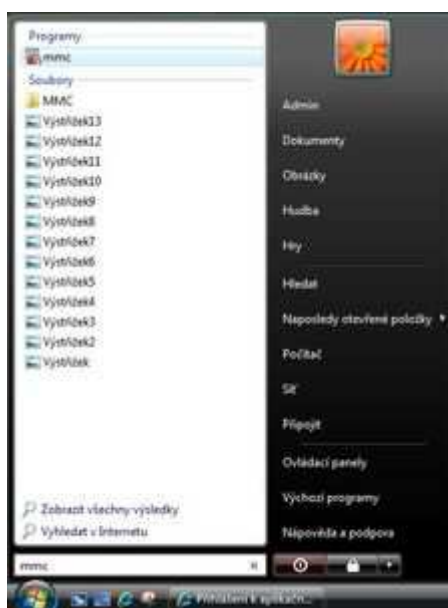 Programy
mmc
Soubory
MMC
Výstřižek13
Výstřižek12
Výstřižek11
Výstřižek10
Výstřižek9
Výstřižek8
Výstřižek7
Výstřižek6
Výstřižek5
Výstřižek4
Výstřižek3
Výstřižek2
Výstřižek
Zobrazit všechny výsledky
Vyhledat v Internetu
mmc
Admin
Dokumenty
Obrázky
Hudba
Hry
Hledat
Naposledy otevřené položky
Počítač
Síť
Připojit
Ovládací panely
Výchozí programy
Nápověda a podpora
Přihlášení k aplikačn...